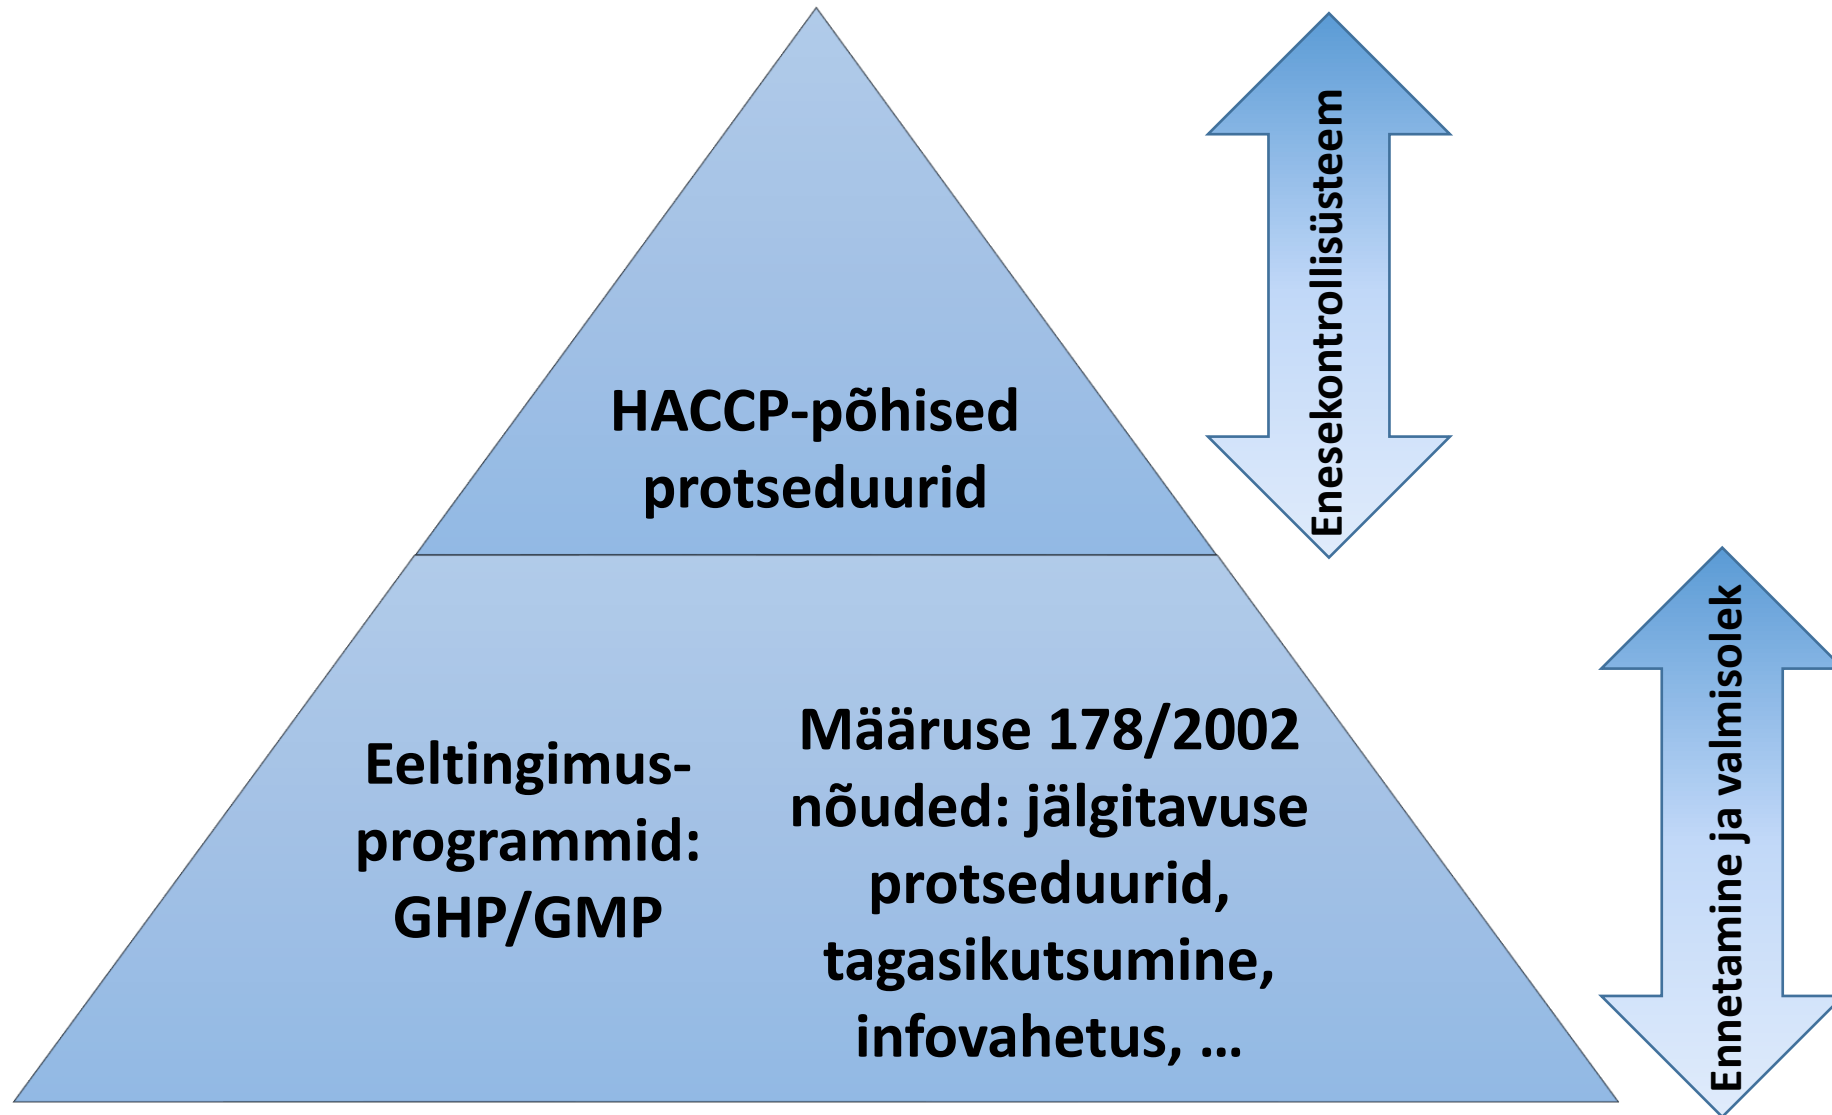 HACCP-põhised
protseduurid
Enesekontrollisüsteem
Eeltingimus-
programmid:
GHP/GMP
Määruse 178/2002
nõuded: jälgitavuse
protseduurid,
tagasikutsumine,
infovahetus, …
Ennetamine ja valmisolek